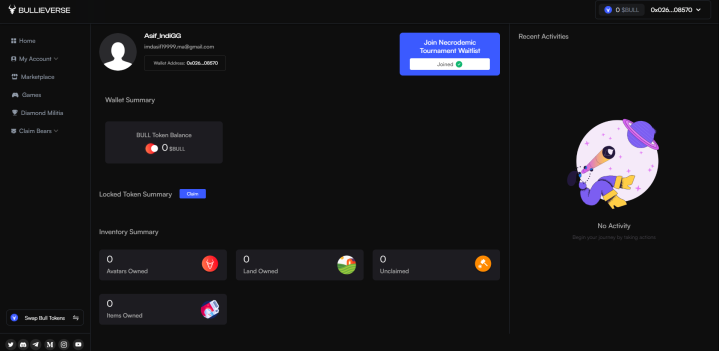 BULLIEVERSE
0 $BULL
0x026...08570
Home
My Account
Marketplace
Games
Diamond Militia
Claim Bears
Swap Bull Tokens
Asif_IndiGG
imdasif19999.ma@gmail.com
Wallet Address: 0x026...08570
Join Necrodemic
Tournament Waitlist
Joined
Wallet Summary
BULL Token Balance
0 $BULL
Locked Token Summary
Claim
Inventory Summary
0
Avatars Owned
0
Land Owned
0
Unclaimed
0
Items Owned
Recent Activities
No Activity
Begin your journey by taking actions